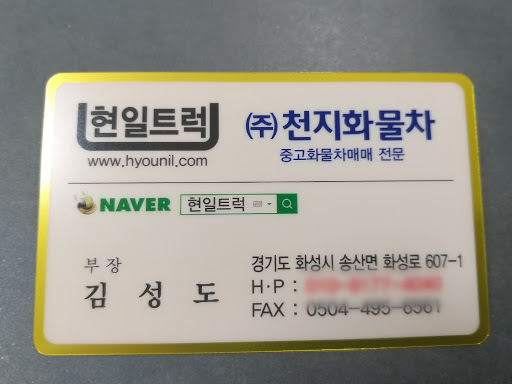 현일트럭
www.hyounil.com
(주)천지화물차
중고화물차매매 전문
NAVER 현일트럭
부장
김성도
경기도 화성시 송산면 화성로 607-1
H·P :
FAX : 0504-495-6561